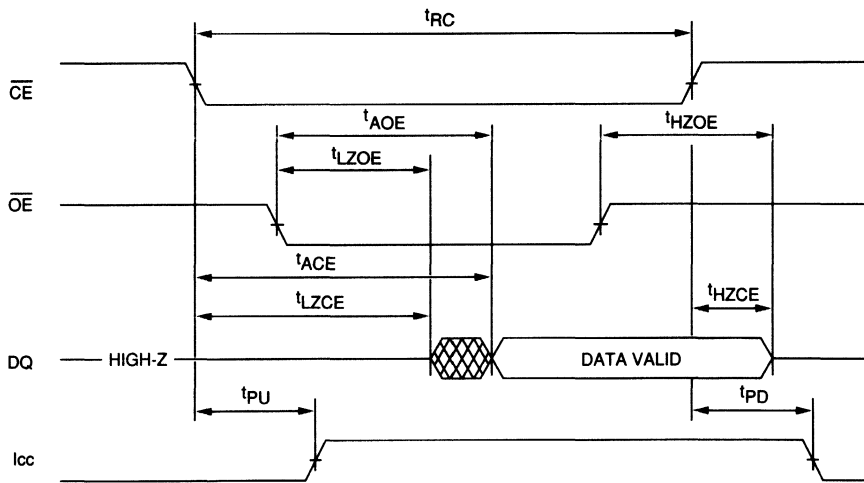 tRC
CE
tAOE
tHZOE
tLZOE
OE
tACE
tLZCE
tHZCE
DQ
HIGH-Z
DATA VALID
tPU
tPD
Icc